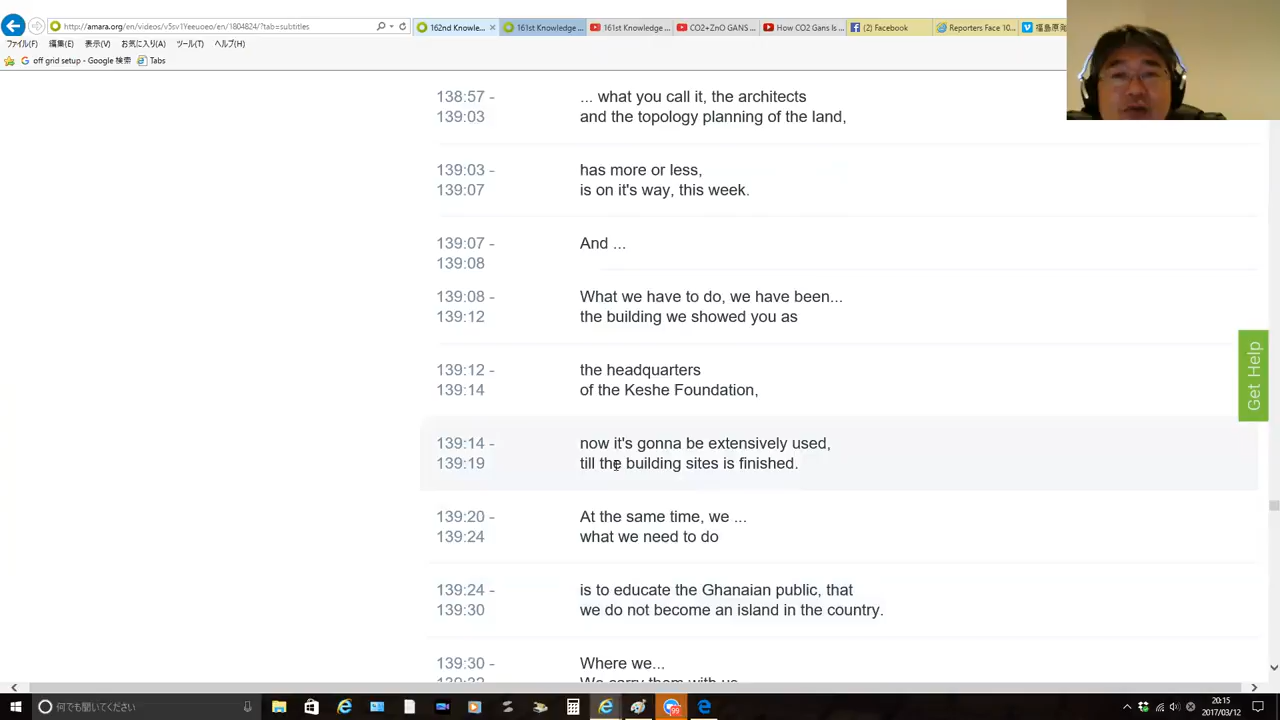 http://amara.org/en/videos/v5sv1Yeeuoeo/en/1804824/?tab=subtitles
162nd Knowle...
161st Knowledge ...
161st Knowledge ...
CO2+ZnO GANS ...
How CO2 Gans Is ...
(2) Facebook
Reporters Face 10...
ファイル(F) 編集(E) 表示(V) お気に入り(A) ツール(T) ヘルプ(H)
off grid setup - Google 検索 Tabs
138:57 - ... what you call it, the architects
139:03 and the topology planning of the land,
139:03 - has more or less,
139:07 is on it's way, this week.
139:07 - And ...
139:08
139:08 - What we have to do, we have been...
139:12 the building we showed you as
139:12 - the headquarters
139:14 of the Keshe Foundation,
139:14 - now it's gonna be extensively used,
139:19 till the building sites is finished.
139:20 - At the same time, we ...
139:24 what we need to do
139:24 - is to educate the Ghanaian public, that
139:30 we do not become an island in the country.
139:30 - Where we...
139:32 We carry them with us
Get Help
何でも聞いてください
99
20:15
2017/03/12